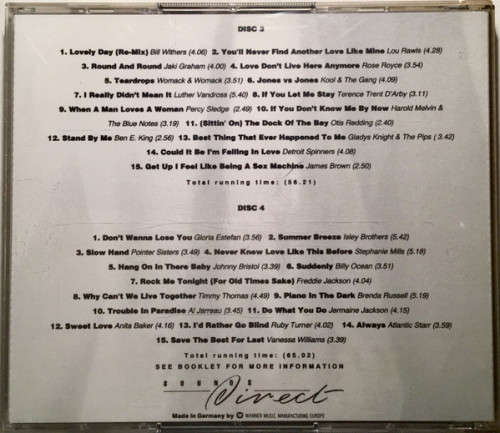 DISC 3
1. Lovely Day (Re-Mix) Bill Withers (4.06) 2. You'll Never Find Another Love Like Mine Lou Rawls (4.28)
3. Round And Round Jaki Graham (4.00) 4. Love Don't Live Here Anymore Rose Royce (3.54)
5. Teardrops Womack & Womack (3.51) 6. Jones vs Jones Kool & The Gang (4.09)
7. I Really Didn't Mean It Luther Vandross (5.40) 8. If You Let Me Stay Terence Trent D'Arby (3.11)
9. When A Man Loves A Woman Percy Sledge (2.49) 10. If You Don't Know Me By Now Harold Melvin &
The Blue Notes (3.19) 11. (Sittin' On) The Dock Of The Bay Otis Redding (2.40)
12. Stand By Me Ben E. King (2.56) 13. Best Thing That Ever Happened To Me Gladys Knight & The Pips (3.42)
14. Could It Be I'm Falling In Love Detroit Spinners (4.08)
15. Get Up I Feel Like Being A Sex Machine James Brown (2.50)
Total running time: (56.21)
DISC 4
1. Don't Wanna Lose You Gloria Estefan (3.56) 2. Summer Breeze Isley Brothers (5.42)
3. Slow Hand Pointer Sisters (3.49) 4. Never Knew Love Like This Before Stephanie Mills (5.18)
5. Hang On In There Baby Johnny Bristol (3.39) 6. Suddenly Billy Ocean (3.51)
7. Rock Me Tonight (For Old Times Sake) Freddie Jackson (4.04)
8. Why Can't We Live Together Timmy Thomas (4.49) 9. Piano In The Dark Brenda Russell (5.19)
10. Trouble In Paradise Al Jarreau (3.45) 11. Do What You Do Jermaine Jackson (4.15)
12. Sweet Love Anita Baker (4.16) 13. I'd Rather Go Blind Ruby Turner (4.02) 14. Always Atlantic Starr (3.59)
15. Save The Best For Last Vanessa Williams (3.39)
Total running time: (65.02)
SEE BOOKLET FOR MORE INFORMATION
SOUNDS
Direct
Made in Germany by WARNER MUSIC MANUFACTURING EUROPE